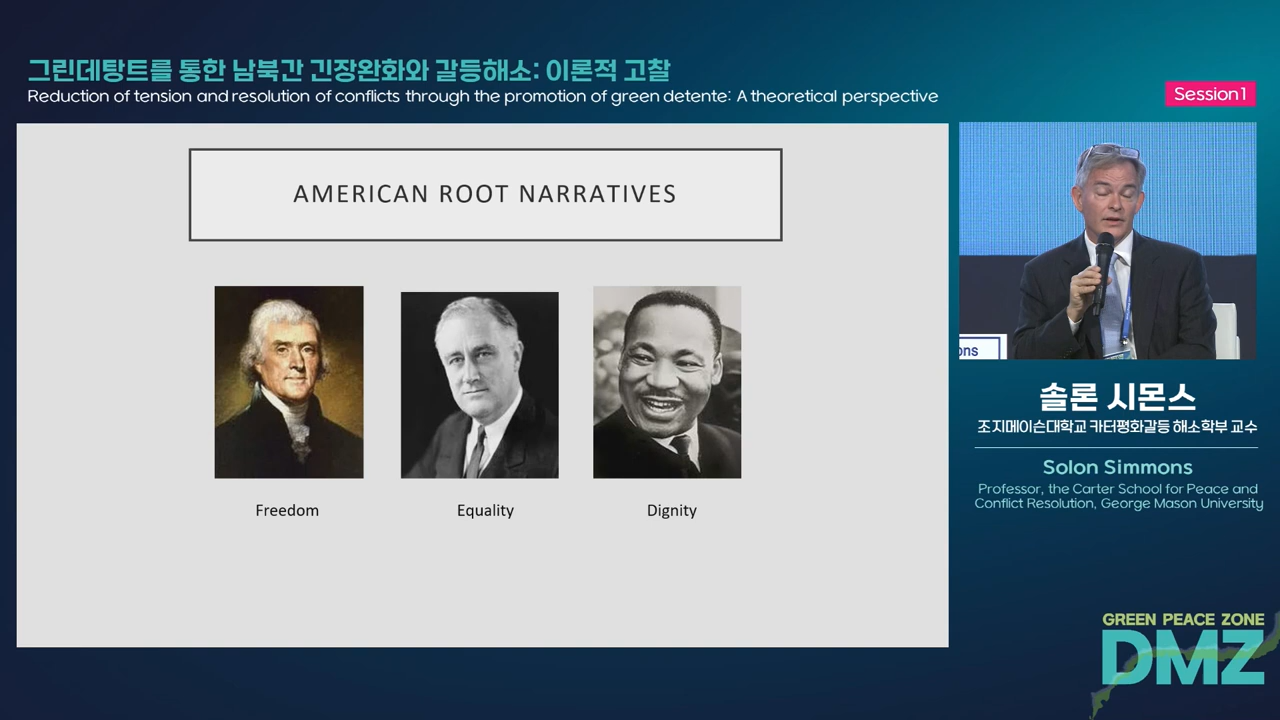 그린데탕트를 통한 남북간 긴장완화와 갈등해소: 이론적 고찰
Reduction of tension and resolution of conflicts through the promotion of green detente: A theoretical perspective
Session1
AMERICAN ROOT NARRATIVES
Freedom
Equality
Dignity
ons
솔론 시몬스
조지메이슨대학교 카터평화갈등 해소학부 교수
Solon Simmons
Professor, the Carter School for Peace and
Conflict Resolution, George Mason University
GREEN PEACE ZONE
DMZ